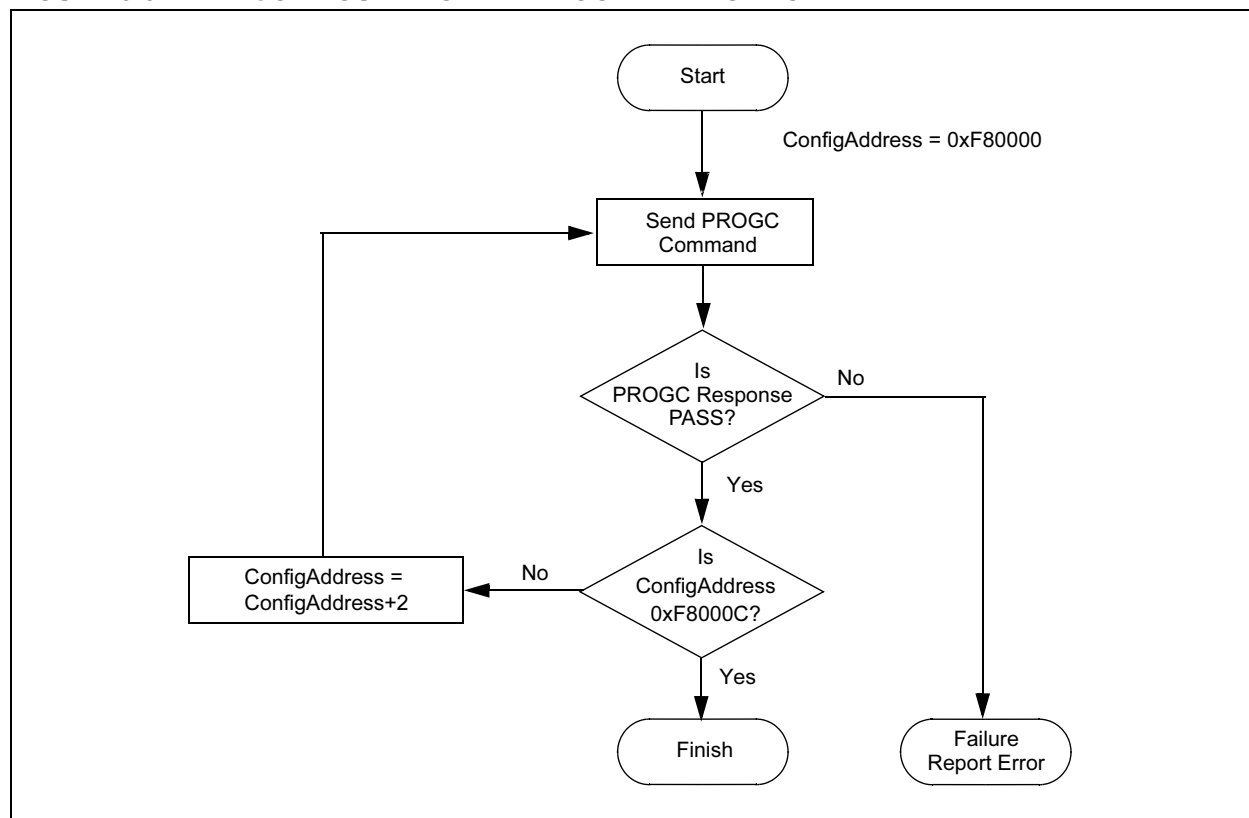 Start
ConfigAddress = 0xF80000
Send PROGC
Command
Is
PROGC Response
PASS?
No
Yes
Is
ConfigAddress
0xF8000C?
No
ConfigAddress =
ConfigAddress+2
Yes
Finish
Failure
Report Error